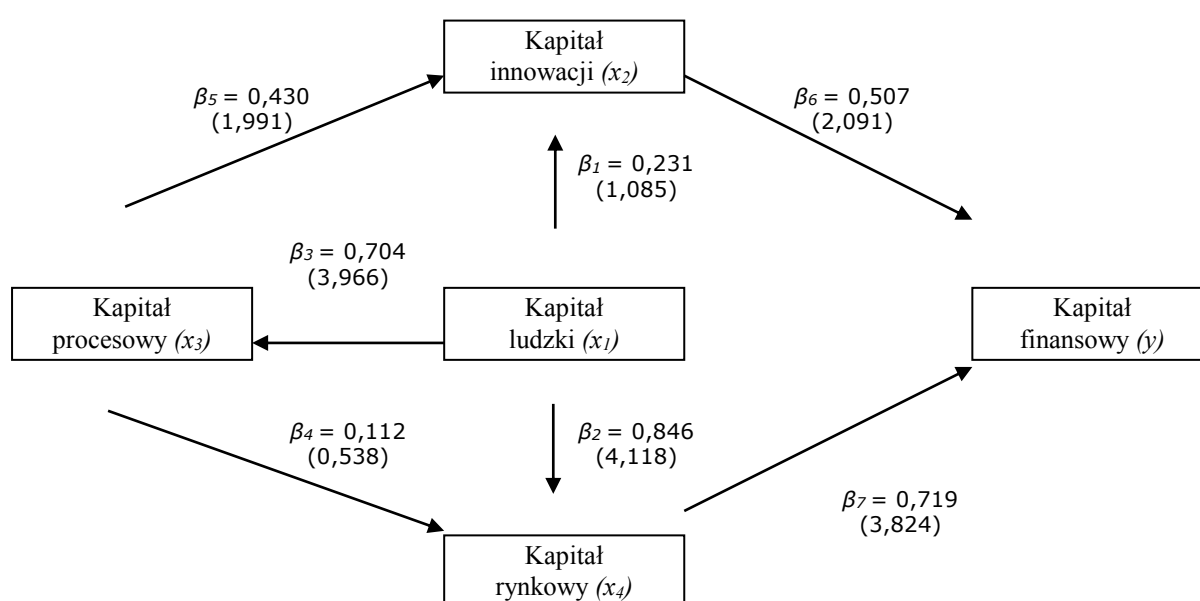 Kapitał
innowacji (x₂)
β₅ = 0,430
(1,991)
β₆ = 0,507
(2,091)
β₁ = 0,231
(1,085)
β₃ = 0,704
(3,966)
Kapitał
procesowy (x₃)
Kapitał
ludzki (x₁)
Kapitał
finansowy (y)
β₄ = 0,112
(0,538)
β₂ = 0,846
(4,118)
β₇ = 0,719
(3,824)
Kapitał
rynkowy (x₄)